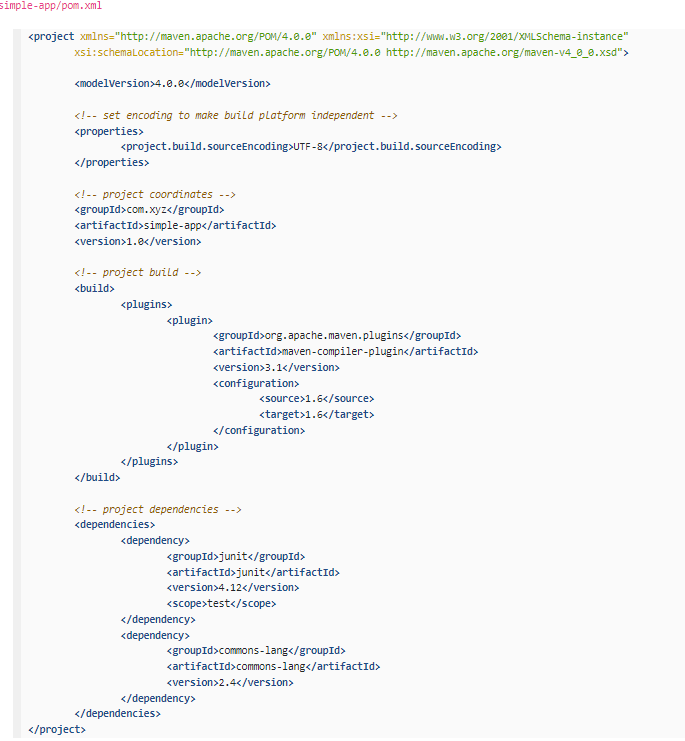 simple-app/pom.xml
<project xmlns="http://maven.apache.org/POM/4.0.0" xmlns:xsi="http://www.w3.org/2001/XMLSchema-instance"
xsi:schemaLocation="http://maven.apache.org/POM/4.0.0 http://maven.apache.org/maven-v4_0_0.xsd">
<modelVersion>4.0.0</modelVersion>
<!-- set encoding to make build platform independent -->
<properties>
<project.build.sourceEncoding>UTF-8</project.build.sourceEncoding>
</properties>
<!-- project coordinates -->
<groupId>com.xyz</groupId>
<artifactId>simple-app</artifactId>
<version>1.0</version>
<!-- project build -->
<build>
<plugins>
<plugin>
<groupId>org.apache.maven.plugins</groupId>
<artifactId>maven-compiler-plugin</artifactId>
<version>3.1</version>
<configuration>
<source>1.6</source>
<target>1.6</target>
</configuration>
</plugin>
</plugins>
</build>
<!-- project dependencies -->
<dependencies>
<dependency>
<groupId>junit</groupId>
<artifactId>junit</artifactId>
<version>4.12</version>
<scope>test</scope>
</dependency>
<dependency>
<groupId>commons-lang</groupId>
<artifactId>commons-lang</artifactId>
<version>2.4</version>
</dependency>
</dependencies>
</project>